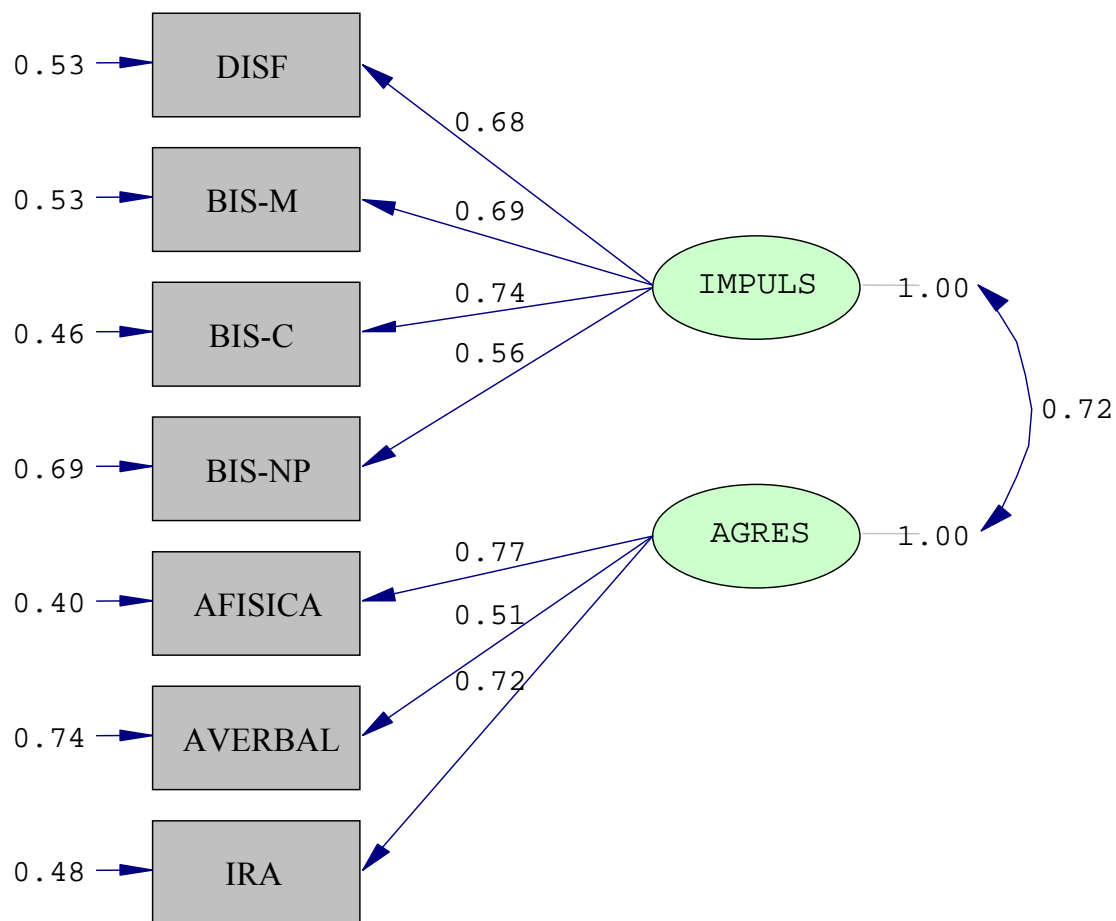 0.53
DISF
0.68
0.53
BIS-M
0.69
IMPULS
1.00
0.46
BIS-C
0.74
0.56
0.72
0.69
BIS-NP
AGRES
1.00
0.40
AFISICA
0.77
0.51
0.72
0.74
AVERBAL
0.48
IRA